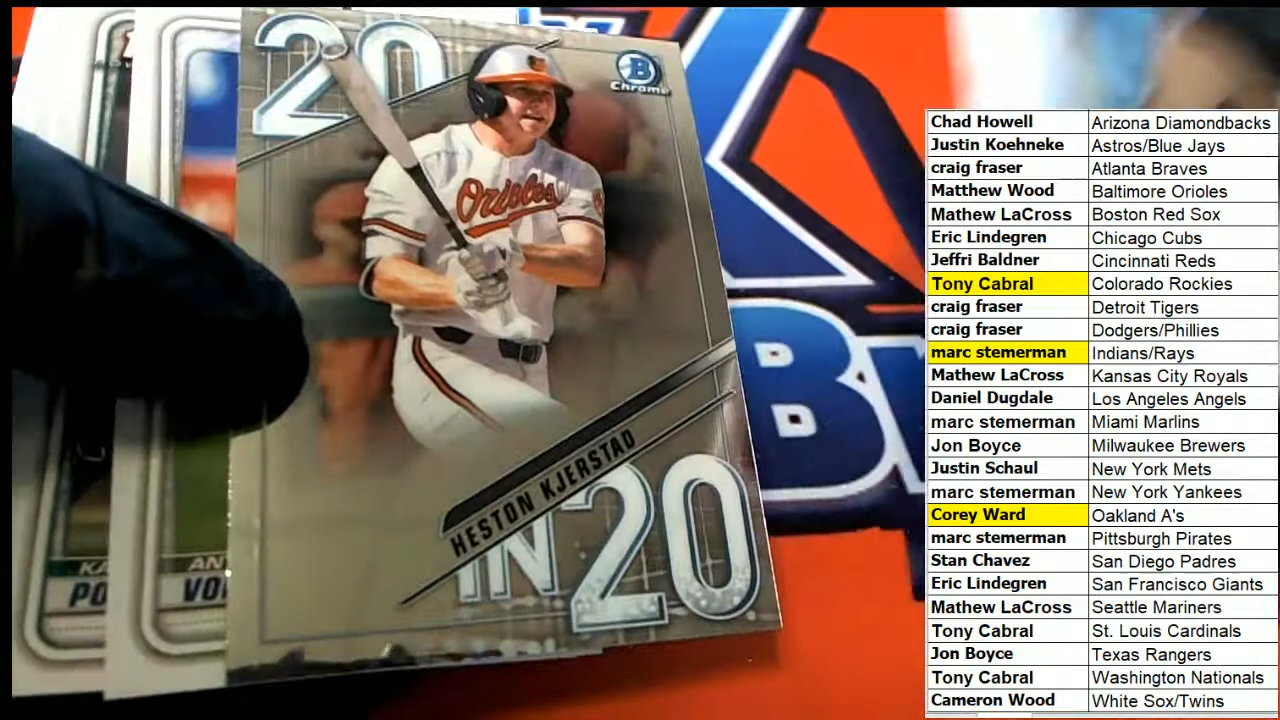 20
B
Chrome
Orioles
HESTON KJERSTAD
IN 20
KA
PO
AN
VO
B
Chad Howell Arizona Diamondbacks
Justin Koehneke Astros/Blue Jays
craig fraser Atlanta Braves
Matthew Wood Baltimore Orioles
Mathew LaCross Boston Red Sox
Eric Lindegren Chicago Cubs
Jeffri Baldner Cincinnati Reds
Tony Cabral Colorado Rockies
craig fraser Detroit Tigers
craig fraser Dodgers/Phillies
marc stemerman Indians/Rays
Mathew LaCross Kansas City Royals
Daniel Dugdale Los Angeles Angels
marc stemerman Miami Marlins
Jon Boyce Milwaukee Brewers
Justin Schaul New York Mets
marc stemerman New York Yankees
Corey Ward Oakland A's
marc stemerman Pittsburgh Pirates
Stan Chavez San Diego Padres
Eric Lindegren San Francisco Giants
Mathew LaCross Seattle Mariners
Tony Cabral St. Louis Cardinals
Jon Boyce Texas Rangers
Tony Cabral Washington Nationals
Cameron Wood White Sox/Twins